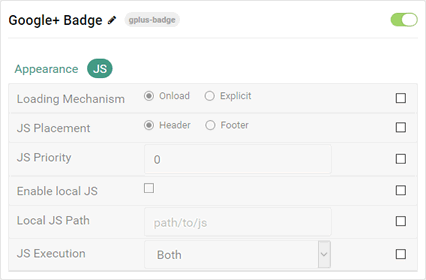 Google+ Badge gplus-badge
Appearance JS
Loading Mechanism Onload Explicit
JS Placement Header Footer
JS Priority 0
Enable local JS
Local JS Path path/to/js
JS Execution Both